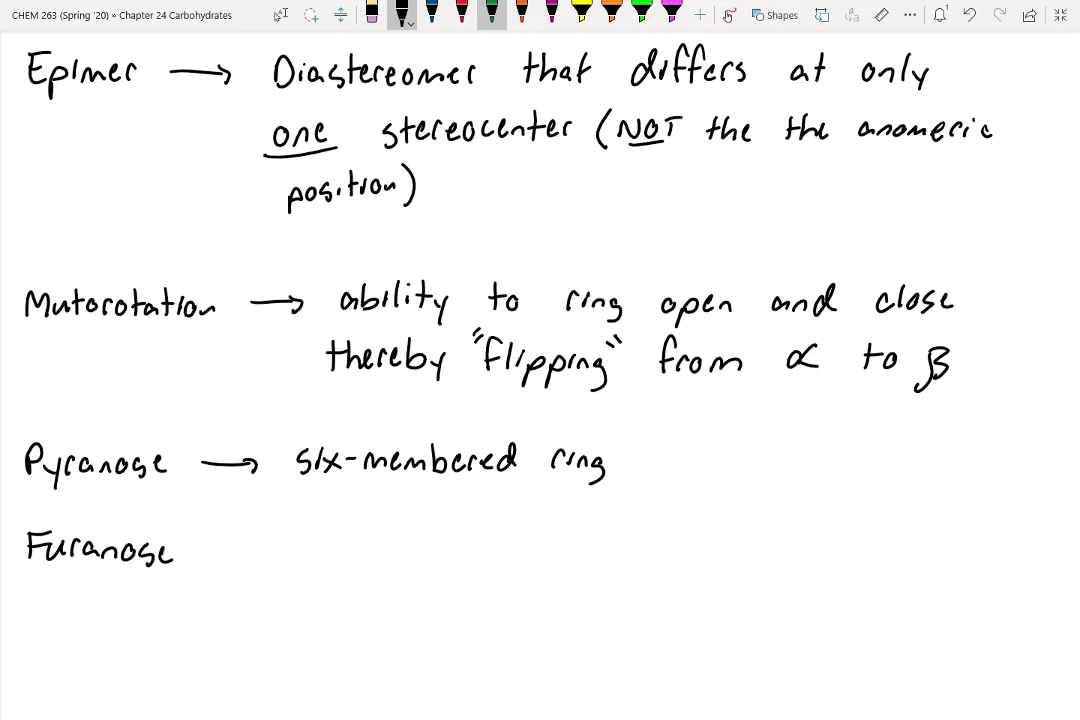 CHEM 263 (Spring '20) » Chapter 24 Carbohydrates
Shapes
Epimer → Diastereomer that differs at only
one stereocenter (NOT the the anomeric
position)
Mutorotation → ability to ring open and close
thereby "flipping" from α to β
Pyranose → six-membered ring
Furanose